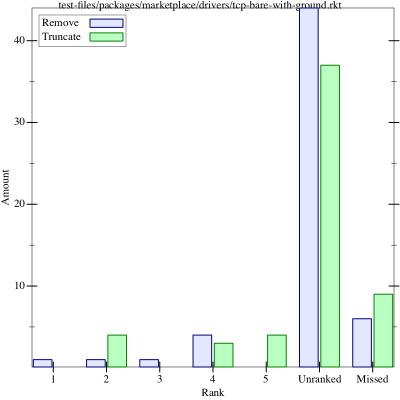 test-files/packages/marketplace/drivers/tcp-bare-with-ground.rkt
Remove
Truncate
40
30
20
10
Amount
1 2 3 4 5 Unranked Missed
Rank